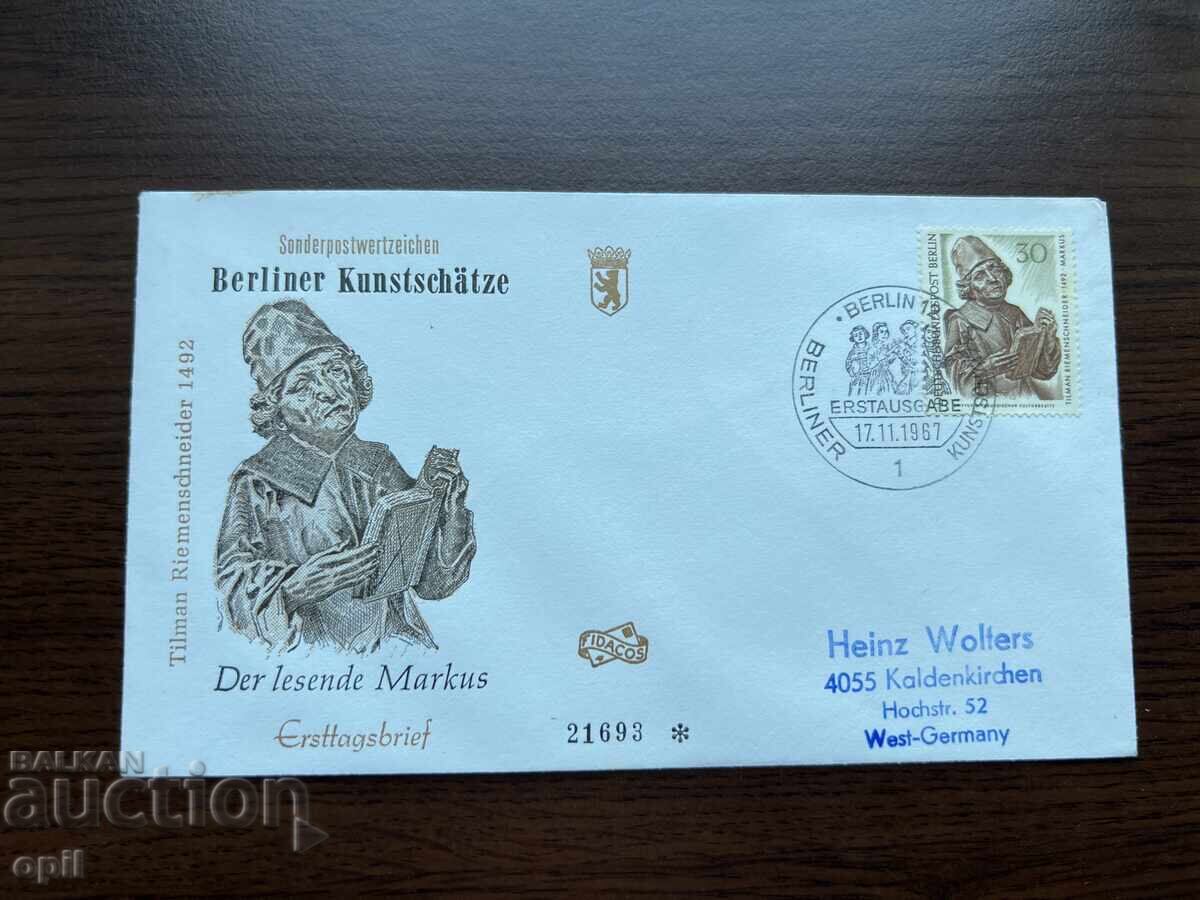 Sonderpostwertzeichen
Berliner Kunstschätze
Tilman Riemenschneider 1492
Der lesende Markus
Ersttagsbrief
FIDACOS
21693 *
30
DEUTSCHE BUNDESPOST BERLIN
TILMAN RIEMENSCHNEIDER · 1492 · MARKUS
· BERLIN 1
ERSTAUSGABE
17.11.1967
BERLINER
KUNSTSCH
1
Heinz Wolters
4055 Kaldenkirchen
Hochstr. 52
West-Germany
BALKAN
auction
opil